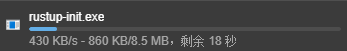 rustup-init.exe
430 KB/s - 860 KB/8.5 MB，剩余 18 秒